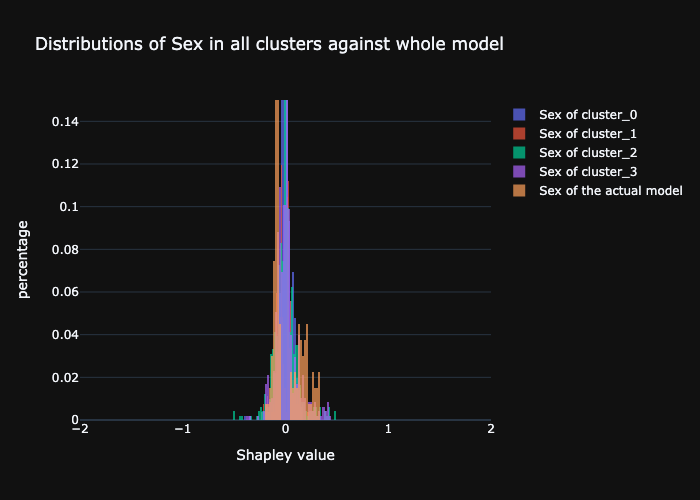 Distributions of Sex in all clusters against whole model
Sex of cluster_0
Sex of cluster_1
Sex of cluster_2
Sex of cluster_3
Sex of the actual model
percentage
0.14
0.12
0.1
0.08
0.06
0.04
0.02
0
−2
−1
0
1
2
Shapley value